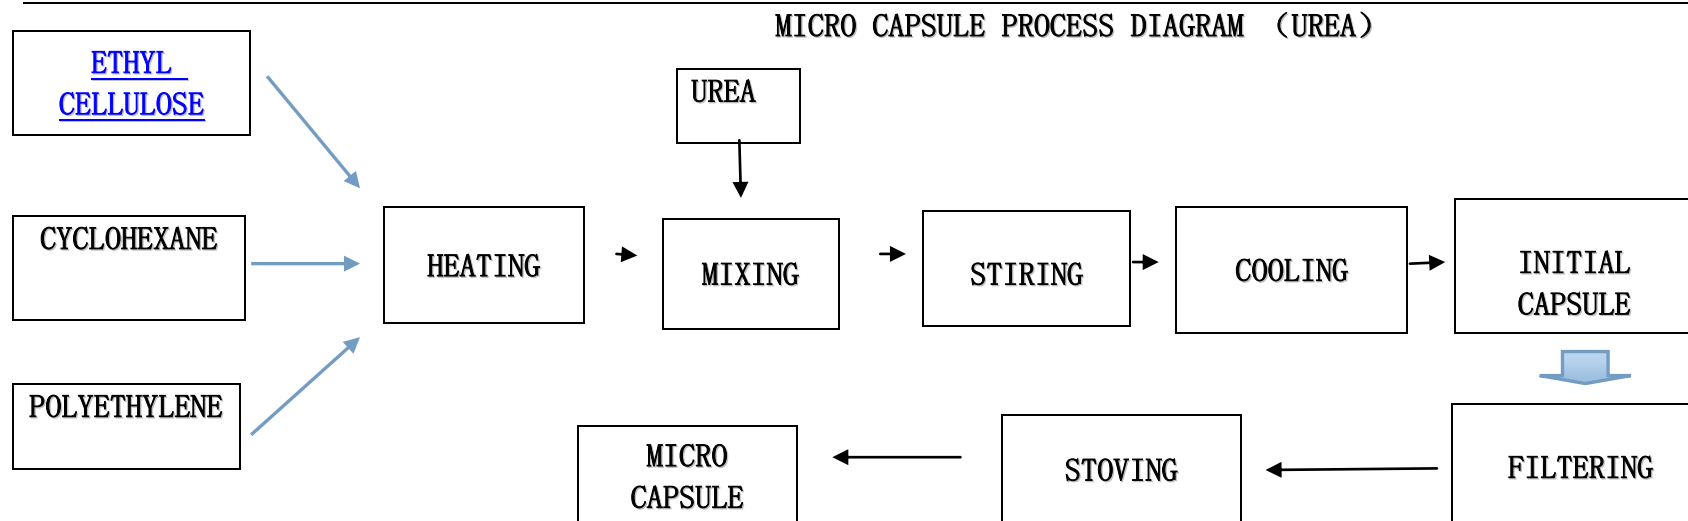 MICRO CAPSULE PROCESS DIAGRAM （UREA）
ETHYL
CELLULOSE
UREA
CYCLOHEXANE
HEATING
MIXING
STIRING
COOLING
INITIAL
CAPSULE
POLYETHYLENE
MICRO
CAPSULE
STOVING
FILTERING